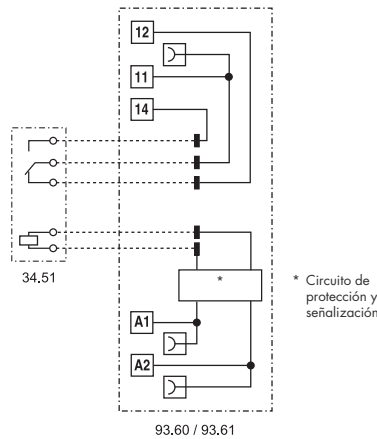 12
11
14
34.51
*
* Circuito de
protección y
señalización
A1
A2
93.60 / 93.61